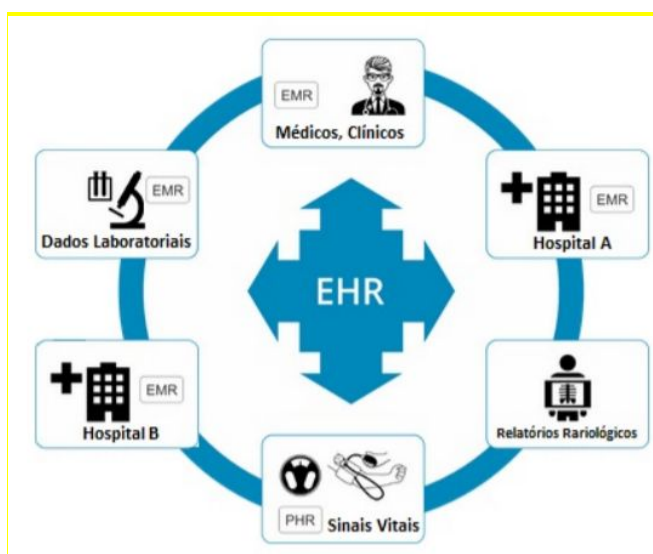 EMR
Médicos, Clínicos
EMR
Dados Laboratoriais
EMR
Hospital A
EHR
EMR
Hospital B
Relatórios Rariológicos
PHR Sinais Vitais